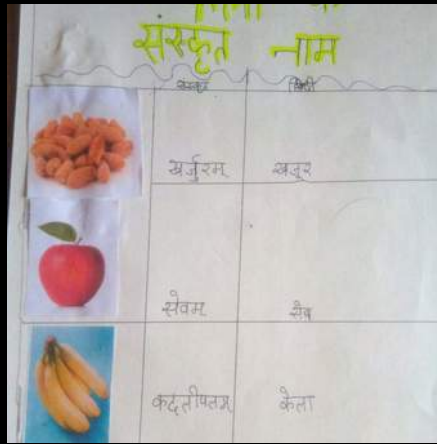 संस्कृत नाम
संस्कृत हिन्दी
खर्जुरम् खजूर
सेवम् सेब
कदलीफलम् केला